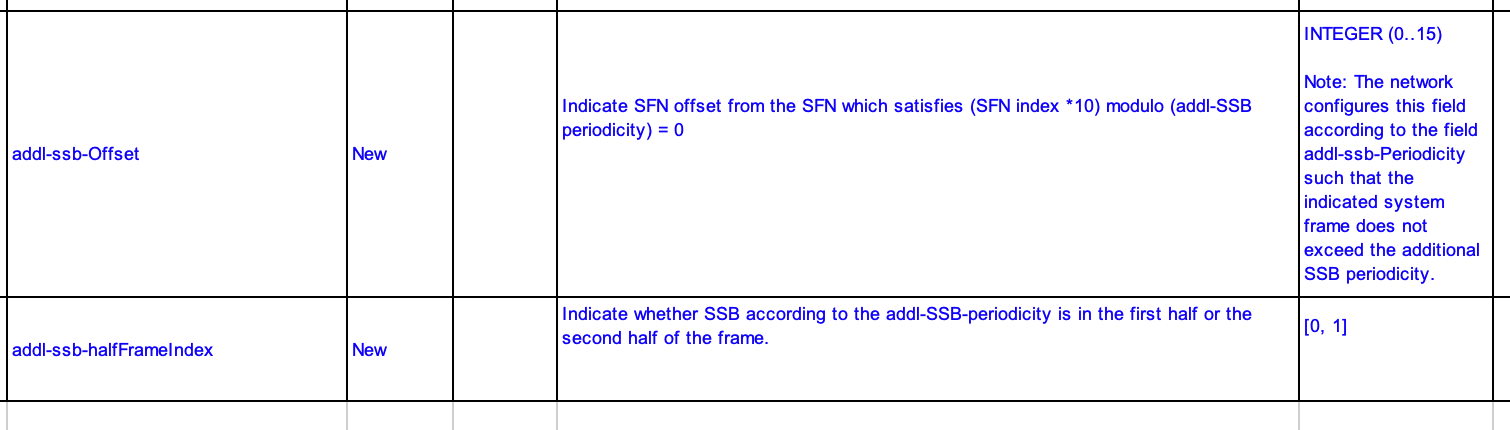 addl-ssb-Offset
New
Indicate SFN offset from the SFN which satisfies (SFN index *10) modulo (addl-SSB
periodicity) = 0
INTEGER (0..15)
Note: The network
configures this field
according to the field
addl-ssb-Periodicity
such that the
indicated system
frame does not
exceed the additional
SSB periodicity.
addl-ssb-halfFrameIndex
New
Indicate whether SSB according to the addl-SSB-periodicity is in the first half or the
second half of the frame.
[0, 1]